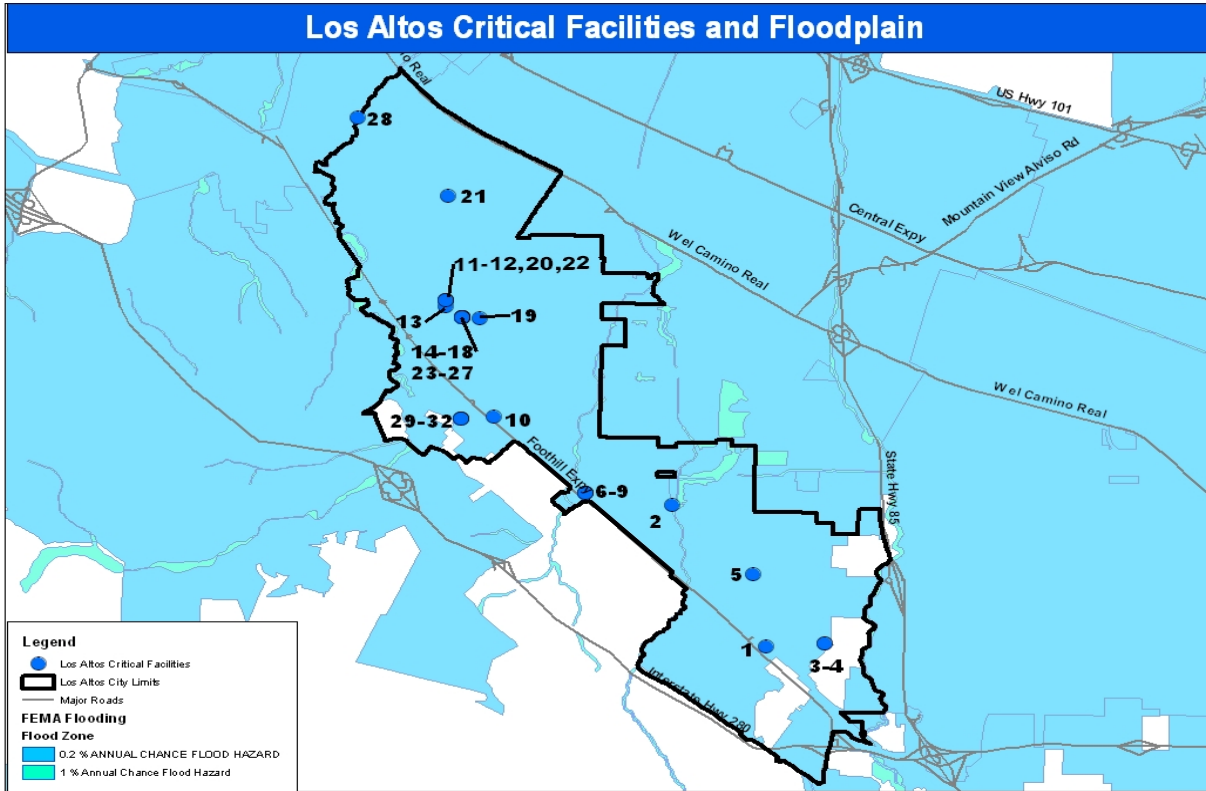 Los Altos Critical Facilities and Floodplain
Real
US Hwy 101
28
Mountain View Alviso Rd
21
Central Expy
W el Camino Real
11-12,20,22
13
19
14-18
23-27
W el Camino Real
29-32
10
Foothill Expy
State Hwy 85
6-9
2
5
1
3-4
Interstate Hwy 280
Legend
Los Altos Critical Facilities
Los Altos City Limits
Major Roads
FEMA Flooding
Flood Zone
0.2 % ANNUAL CHANCE FLOOD HAZARD
1 % Annual Chance Flood Hazard